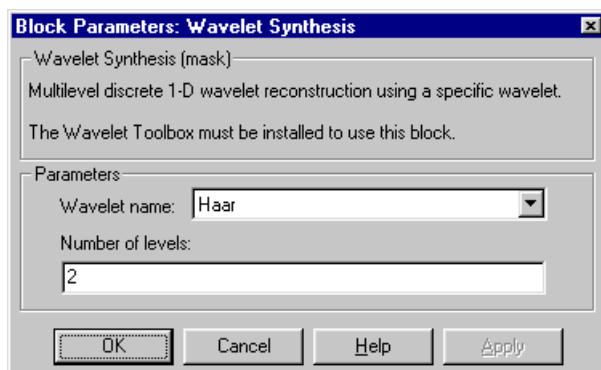 Block Parameters: Wavelet Synthesis
Wavelet Synthesis (mask)
Multilevel discrete 1-D wavelet reconstruction using a specific wavelet.
The Wavelet Toolbox must be installed to use this block.
Parameters
Wavelet name: Haar
Number of levels:
2
OK Cancel Help Apply